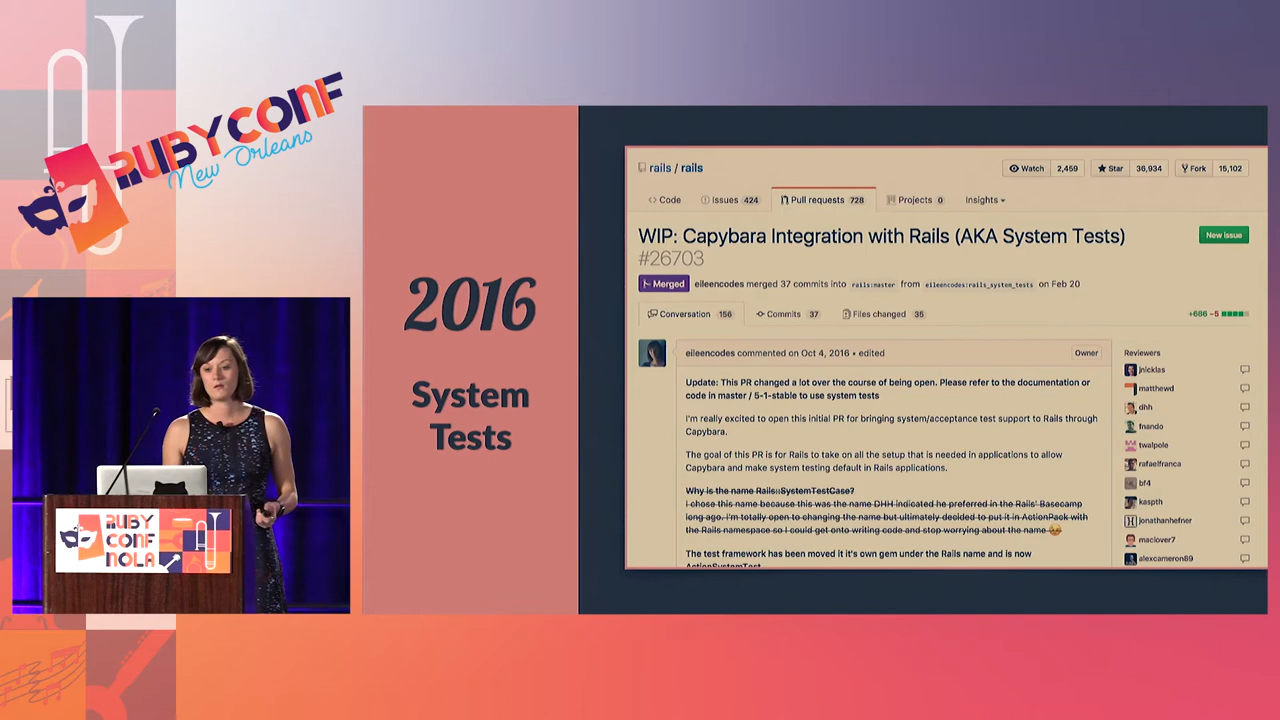 RUBYCONF
New Orleans
RUBY
CONF
NOLA
2016
System
Tests
rails / rails
Watch 2,459 Star 36,934 Fork 15,102
Code Issues 424 Pull requests 728 Projects 0 Insights
WIP: Capybara Integration with Rails (AKA System Tests)
#26703
New issue
Merged eileencodes merged 37 commits into rails:master from eileencodes:rails_system_tests on Feb 20
Conversation 156 Commits 37 Files changed 35 +686 −5
eileencodes commented on Oct 4, 2016 • edited Owner
Update: This PR changed a lot over the course of being open. Please refer to the documentation or
code in master / 5-1-stable to use system tests
I'm really excited to open this initial PR for bringing system/acceptance test support to Rails through
Capybara.
The goal of this PR is for Rails to take on all the setup that is needed in applications to allow
Capybara and make system testing default in Rails applications.
Why is the name Rails::SystemTestCase?
I chose this name because this was the name DHH indicated he preferred in the Rails' Basecamp
long ago. I'm totally open to changing the name but ultimately decided to put it in ActionPack with
the Rails namespace so I could get onto writing code and stop worrying about the name
The test framework has been moved it it's own gem under the Rails name and is now
ActionSystemTest
Reviewers
jnicklas
matthewd
dhh
fnando
twalpole
rafaelfranca
bf4
kaspth
jonathanhefner
maclover7
alexcameron89